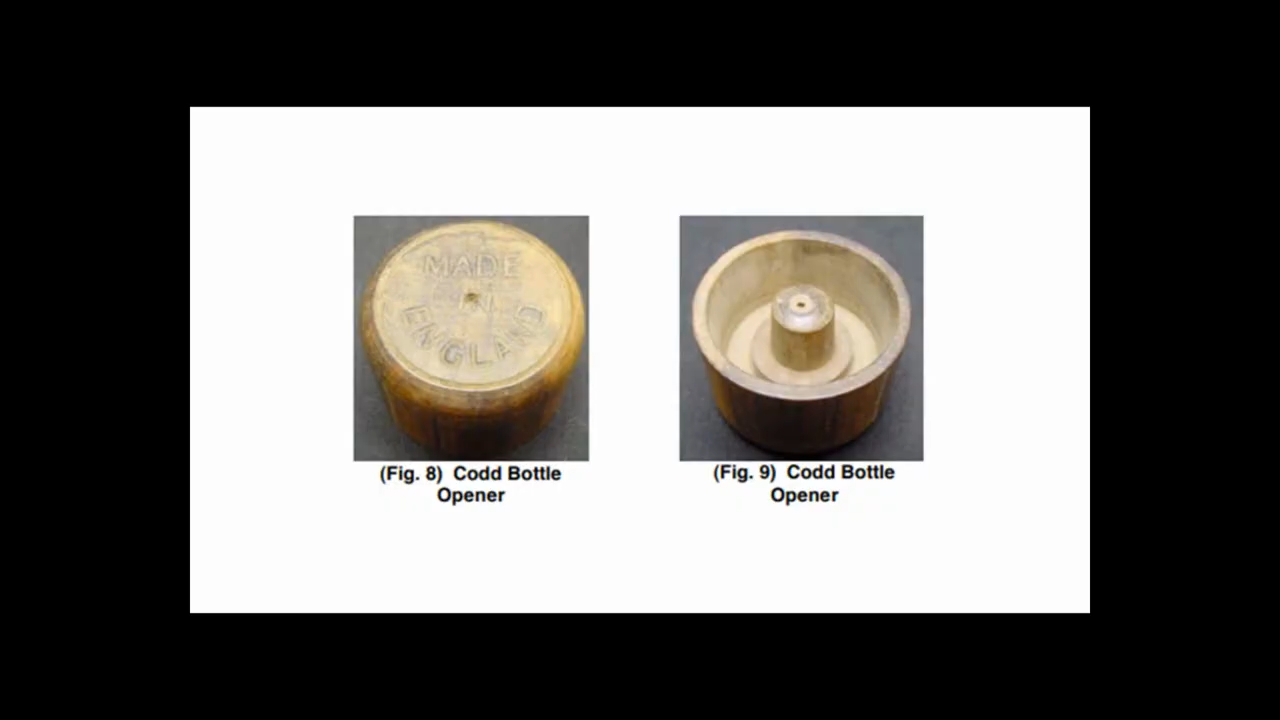 MADE
IN
ENGLAND
(Fig. 8) Codd Bottle
Opener
(Fig. 9) Codd Bottle
Opener